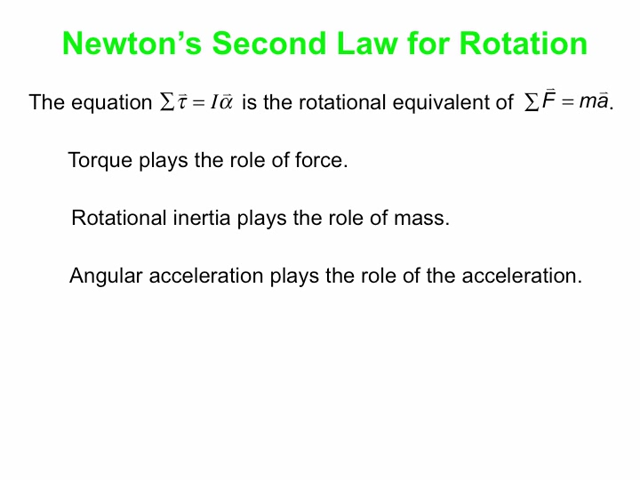 Newton's Second Law for Rotation
The equation ∑τ⃗ = Iα⃗ is the rotational equivalent of ∑F⃗ = ma⃗.
Torque plays the role of force.
Rotational inertia plays the role of mass.
Angular acceleration plays the role of the acceleration.